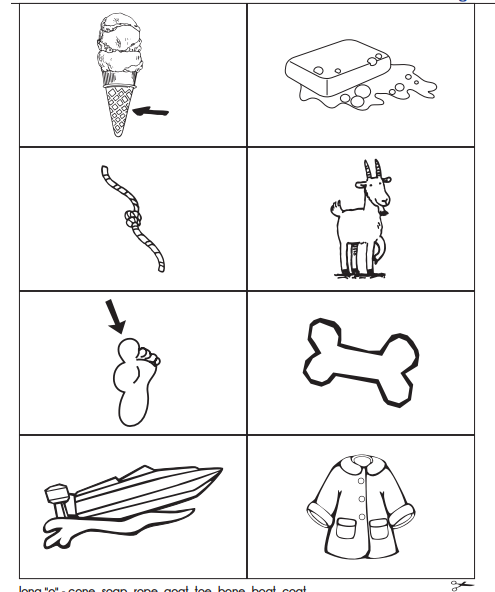 long "o" - cone, soap, rope, goat, toe, bone, boat, coat